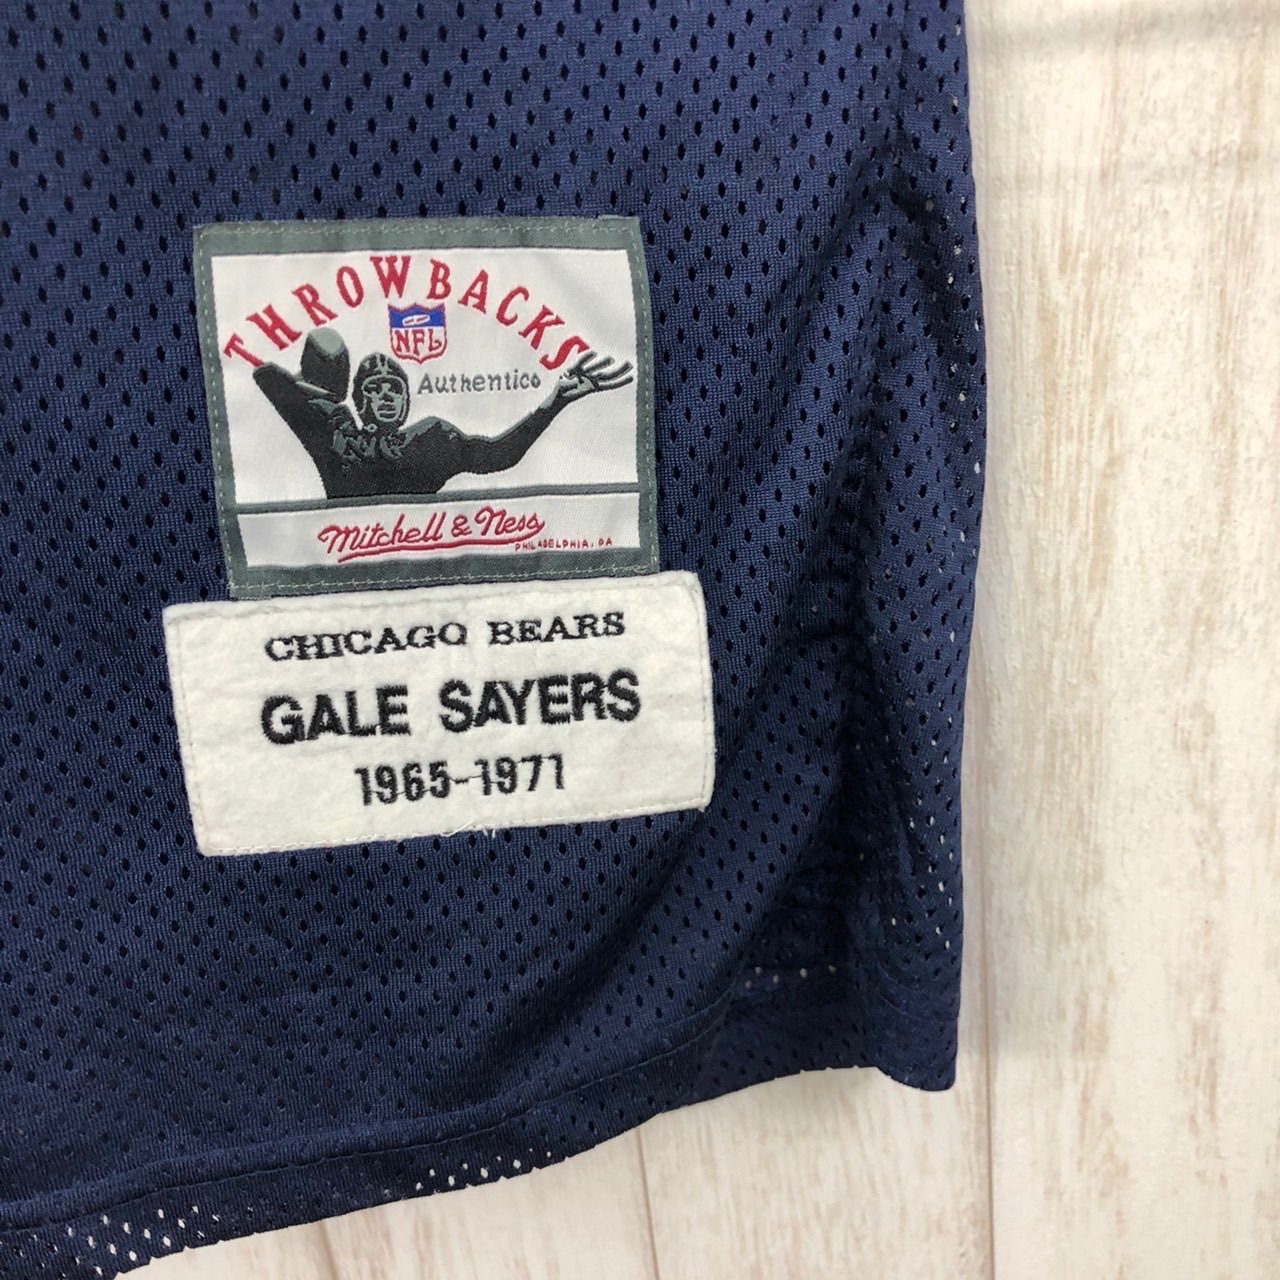 THROWBACKS
NFL
Authentico
Mitchell & Ness
PHILADELPHIA, PA
CHICAGO BEARS
GALE SAYERS
1965-1971